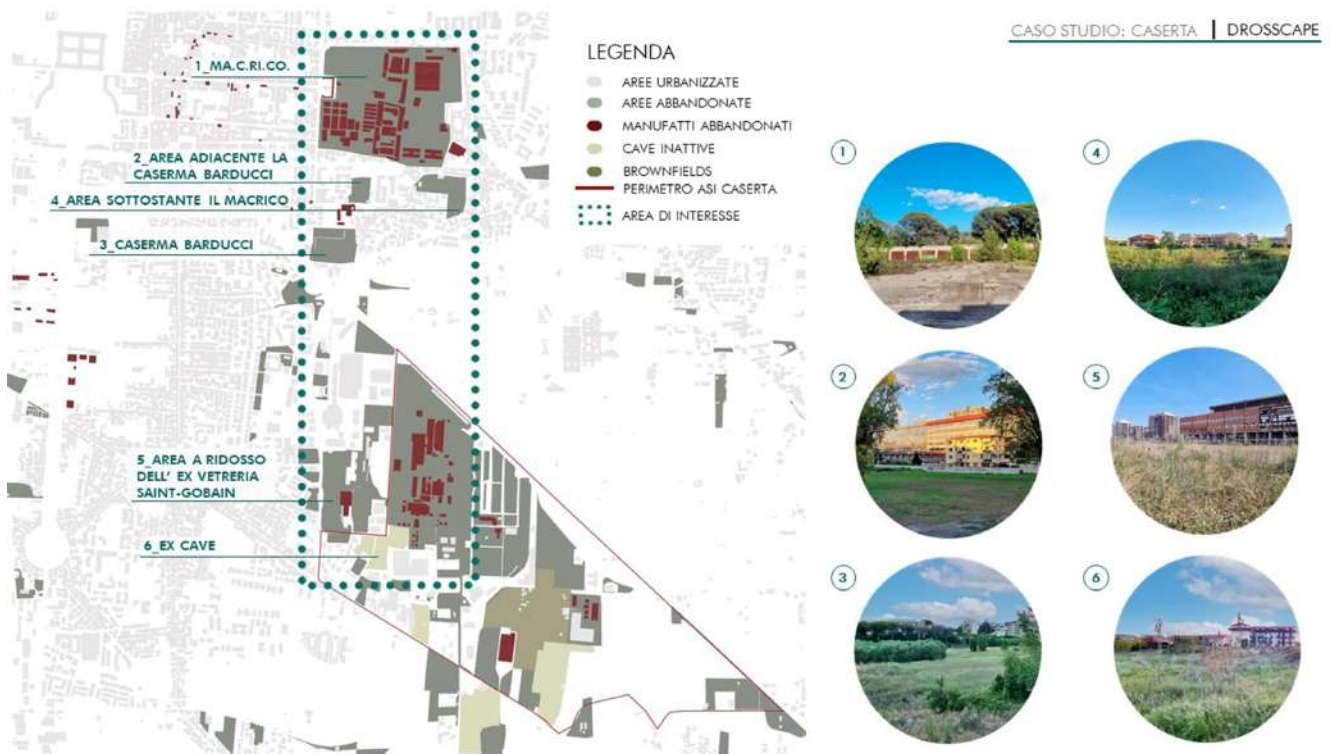 CASO STUDIO: CASERTA | DROSSCAPE
1_MA.C.RI.CO.
2_AREA ADIACENTE LA
CASERMA BARDUCCI
4_AREA SOTTOSTANTE IL MACRICO
3_CASERMA BARDUCCI
5_AREA A RIDOSSO
DELL' EX VETRERIA
SAINT-GOBAIN
6_EX CAVE
LEGENDA
AREE URBANIZZATE
AREE ABBANDONATE
MANUFATTI ABBANDONATI
CAVE INATTIVE
BROWNFIELDS
PERIMETRO ASI CASERTA
AREA DI INTERESSE
1
4
2
5
3
6